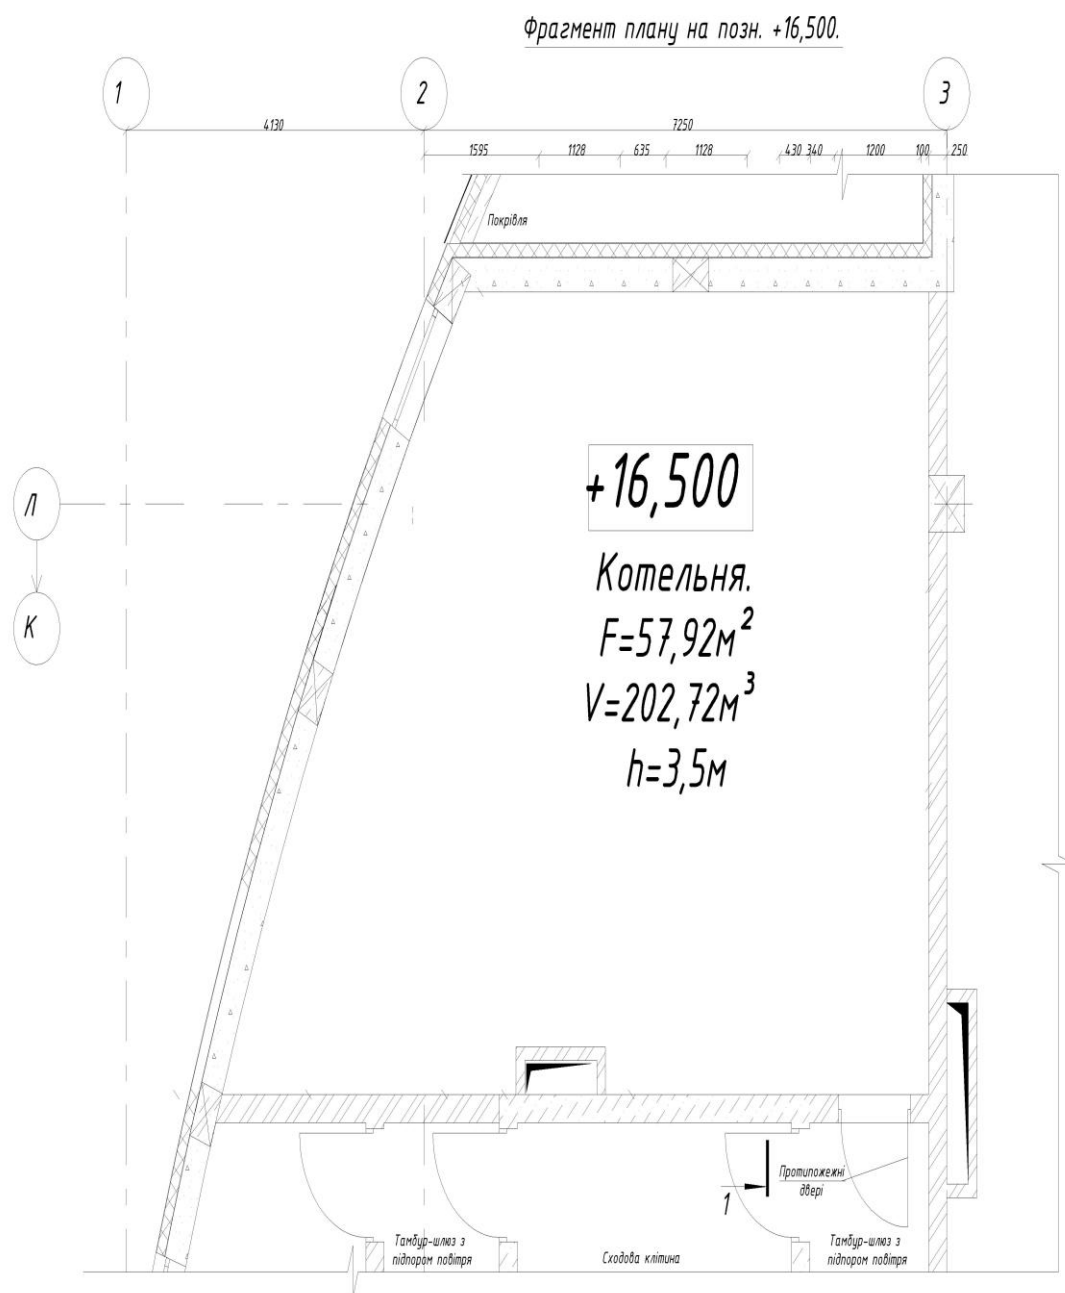 Фрагмент плану на позн. +16,500.
1
2
3
4130
7250
1595
1128
635
1128
430
340
1200
100
250
Покрівля
+16,500
Л
Котельня.
К
F=57,92м²
V=202,72м³
h=3,5м
1
Протипожежні
двері
Тамбур-шлюз з
підпором повітря
Сходова клітина
Тамбур-шлюз з
підпором повітря